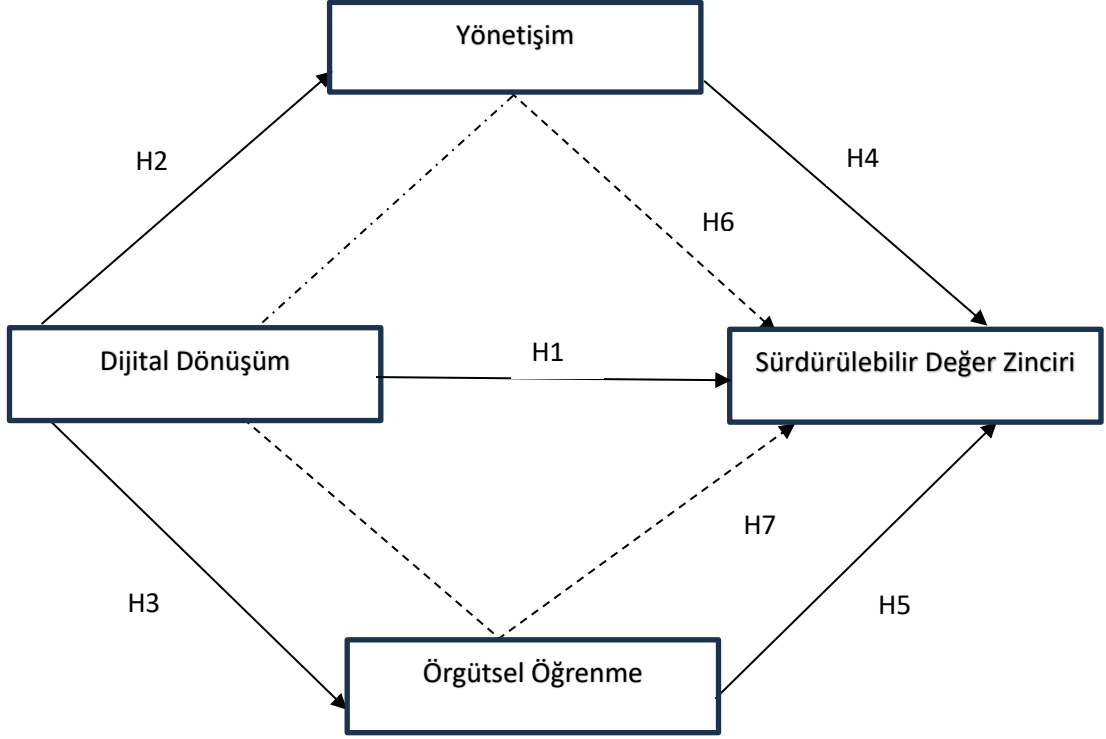 Yönetişim
H2
H4
H6
Dijital Dönüşüm
H1
Sürdürülebilir Değer Zinciri
H7
H3
H5
Örgütsel Öğrenme